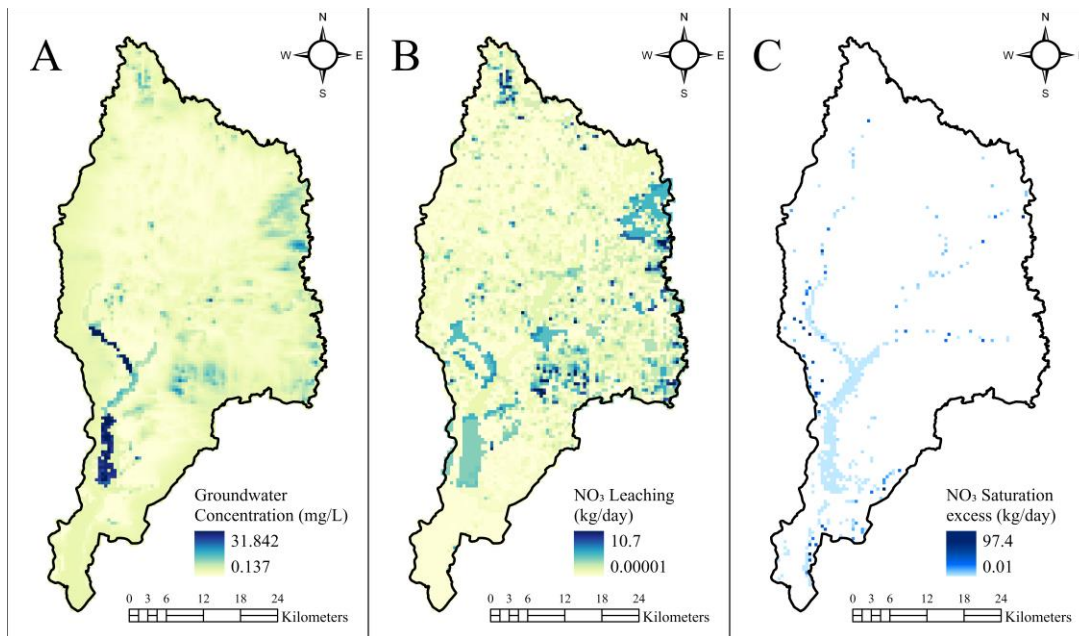 A
N
W
E
S
Groundwater
Concentration (mg/L)
31.842
0.137
0 3 6 12 18 24
Kilometers
B
N
W
E
S
NO₃ Leaching
(kg/day)
10.7
0.00001
0 3 6 12 18 24
Kilometers
C
N
W
S
NO₃ Saturation
excess (kg/day)
97.4
0.01
0 3 6 12 18 24
Kilometers